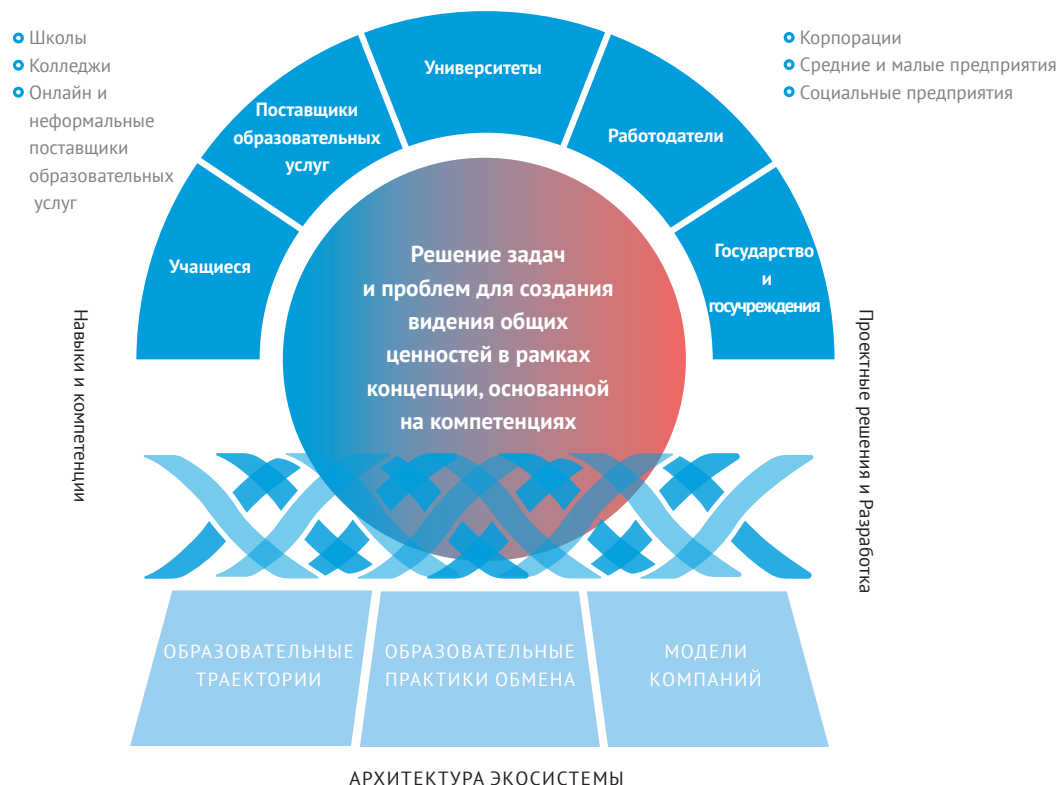 Школы
Колледжи
Онлайн и
неформальные
поставщики
образовательных
услуг
Корпорации
Средние и малые предприятия
Социальные предприятия
Учащиеся
Поставщики
образовательных
услуг
Университеты
Работодатели
Государство
и
госучреждения
Решение задач
и проблем для создания
видения общих
ценностей в рамках
концепции, основанной
на компетенциях
Навыки и компетенции
Проектные решения и Разработка
ОБРАЗОВАТЕЛЬНЫЕ
ТРАЕКТОРИИ
ОБРАЗОВАТЕЛЬНЫЕ
ПРАКТИКИ ОБМЕНА
МОДЕЛИ
КОМПАНИЙ
АРХИТЕКТУРА ЭКОСИСТЕМЫ